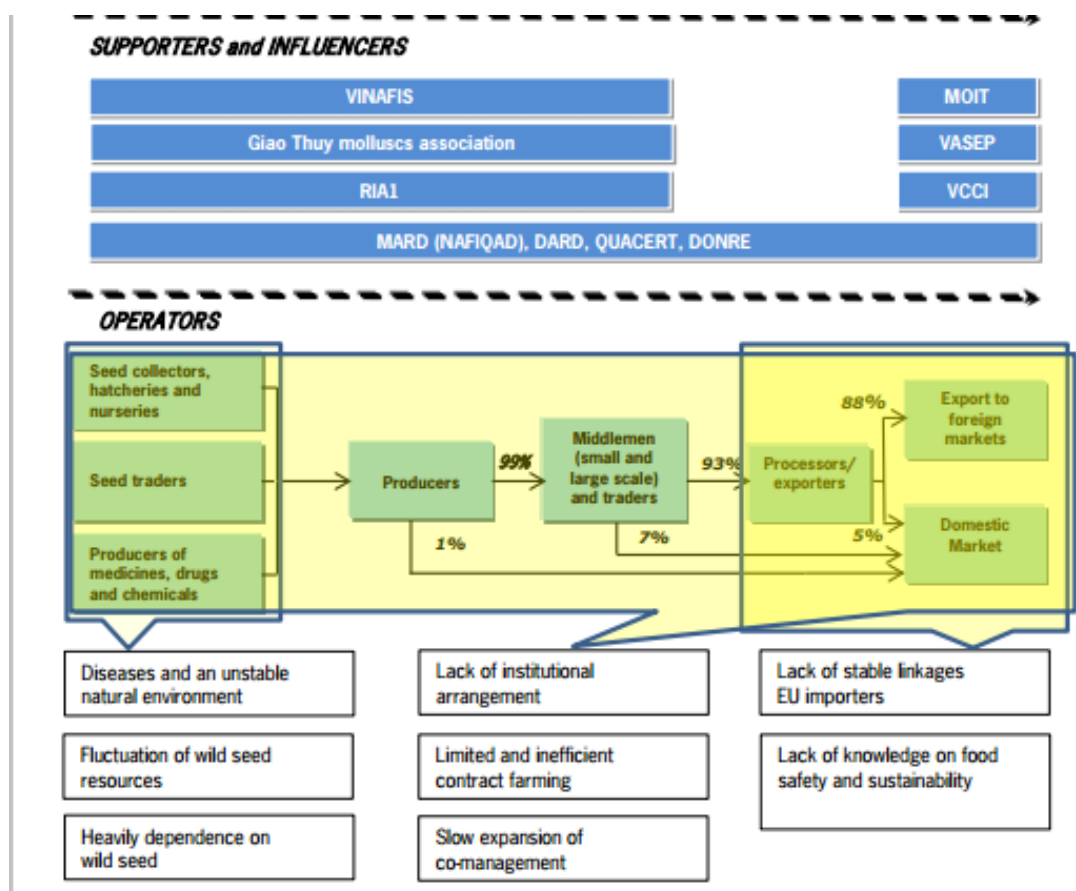 SUPPORTERS and INFLUENCERS
VINAFIS
MOIT
Giao Thuy molluscs association
VASEP
RIA1
VCCI
MARD (NAFIQAD), DARD, QUACERT, DONRE
OPERATORS
Seed collectors,
hatcheries and
nurseries
Seed traders
Producers of
medicines, drugs
and chemicals
Producers
99%
1%
Middlemen
(small and
large scale)
and traders
93%
7%
Processors/
exporters
88%
5%
Export to
foreign
markets
Domestic
Market
Diseases and an unstable
natural environment
Fluctuation of wild seed
resources
Heavily dependence on
wild seed
Lack of institutional
arrangement
Limited and inefficient
contract farming
Slow expansion of
co-management
Lack of stable linkages
EU importers
Lack of knowledge on food
safety and sustainability